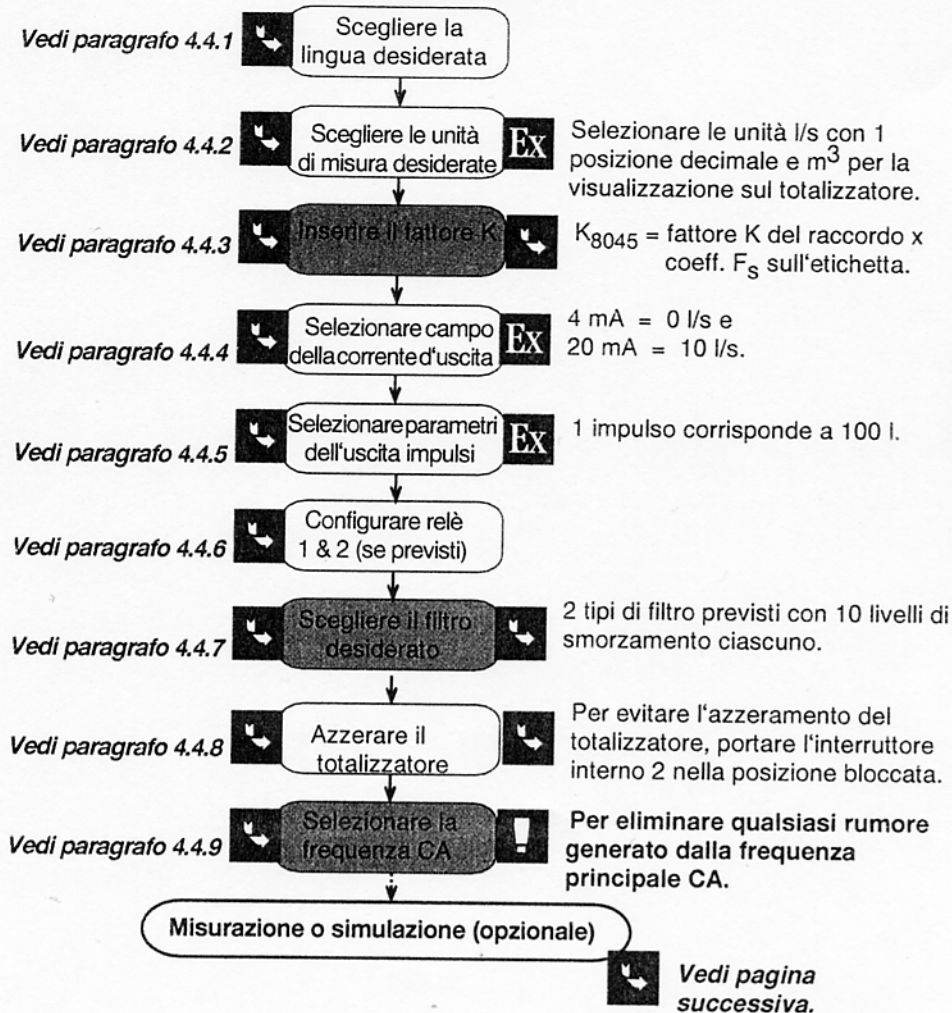 Vedi paragrafo 4.4.1
Scegliere la
lingua desiderata
Vedi paragrafo 4.4.2
Scegliere le unità
di misura desiderate
Ex
Selezionare le unità l/s con 1
posizione decimale e m³ per la
visualizzazione sul totalizzatore.
Vedi paragrafo 4.4.3
Inserire il fattore K
K8045 = fattore K del raccordo x
coeff. Fs sull'etichetta.
Vedi paragrafo 4.4.4
Selezionare campo
della corrente d'uscita
Ex
4 mA = 0 l/s e
20 mA = 10 l/s.
Vedi paragrafo 4.4.5
Selezionare parametri
dell'uscita impulsi
Ex
1 impulso corrisponde a 100 l.
Vedi paragrafo 4.4.6
Configurare relè
1 & 2 (se previsti)
Vedi paragrafo 4.4.7
Scegliere il filtro
desiderato
2 tipi di filtro previsti con 10 livelli di
smorzamento ciascuno.
Vedi paragrafo 4.4.8
Azzerare il
totalizzatore
Per evitare l'azzeramento del
totalizzatore, portare l'interruttore
interno 2 nella posizione bloccata.
Vedi paragrafo 4.4.9
Selezionare la
frequenza CA
!
Per eliminare qualsiasi rumore
generato dalla frequenza
principale CA.
Misurazione o simulazione (opzionale)
Vedi pagina
successiva.